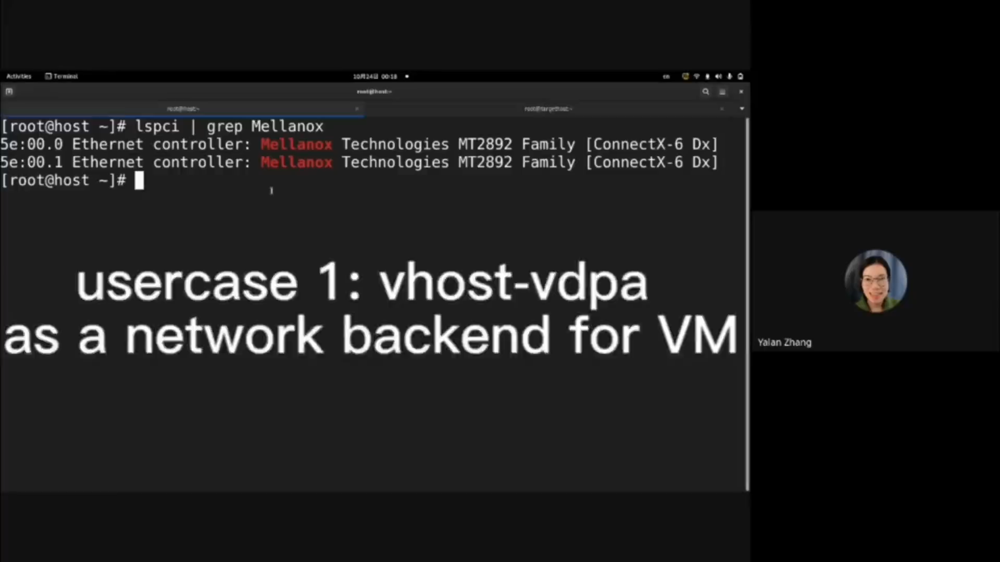 Activities Terminal 10月24日 00:18 en
root@host:~
root@host:~ root@targethost:~
[root@host ~]# lspci | grep Mellanox
5e:00.0 Ethernet controller: Mellanox Technologies MT2892 Family [ConnectX-6 Dx]
5e:00.1 Ethernet controller: Mellanox Technologies MT2892 Family [ConnectX-6 Dx]
[root@host ~]#
usercase 1: vhost-vdpa
as a network backend for VM
Yalan Zhang